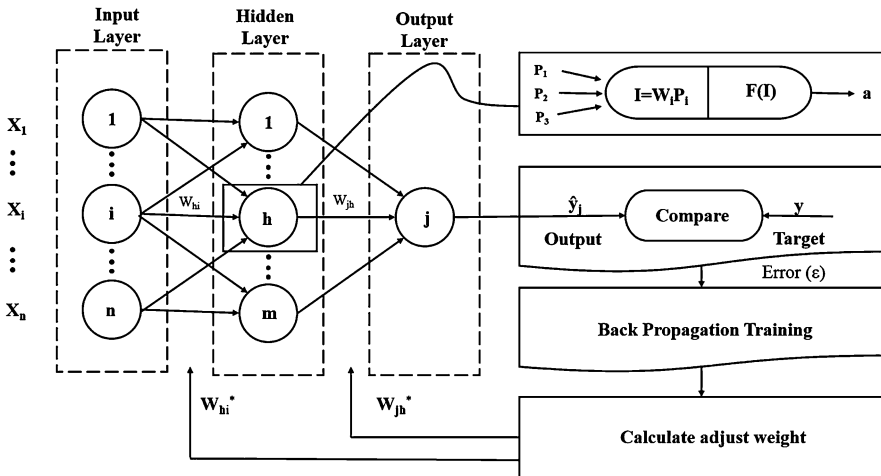 Input
Layer
Hidden
Layer
Output
Layer
X₁
Xᵢ
Xₙ
1
i
n
1
h
m
j
Wₕᵢ
Wⱼₕ
P₁
P₂
P₃
I=WᵢPᵢ
F(I)
a
ŷⱼ
Output
Compare
y
Target
Error (ε)
Back Propagation Training
Calculate adjust weight
Wₕᵢ*
Wⱼₕ*